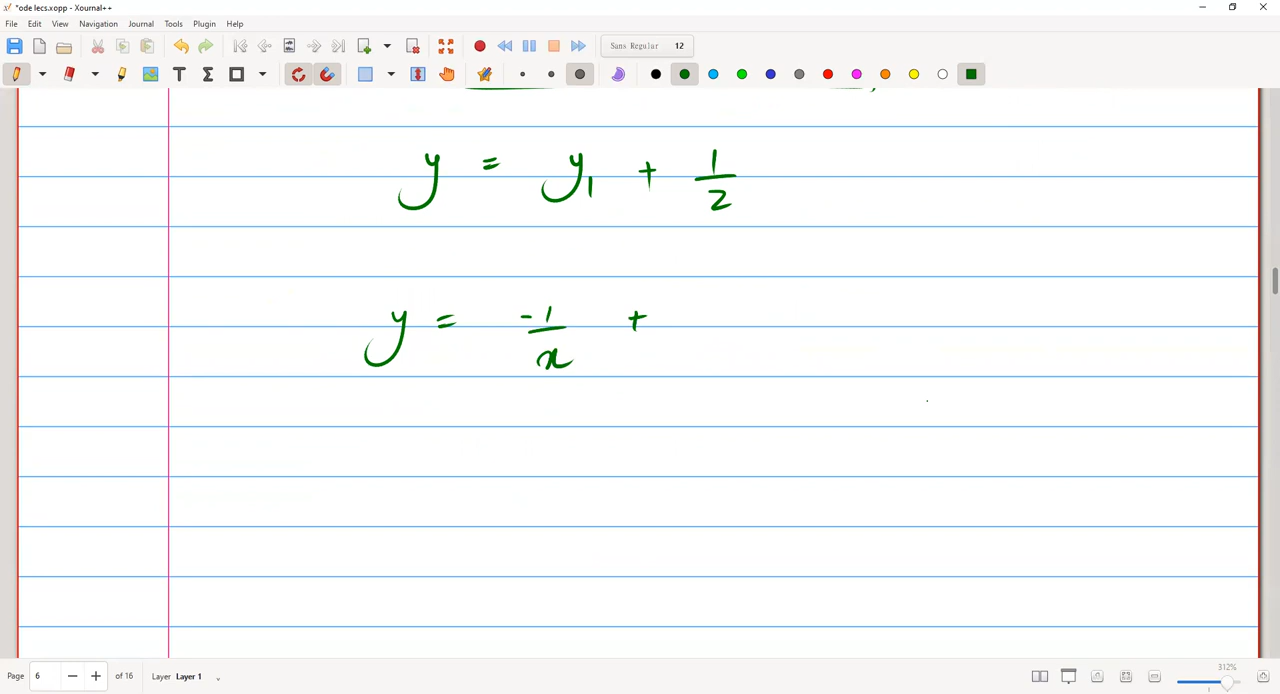 *ode lecs.xopp - Xournal++
File Edit View Navigation Journal Tools Plugin Help
Sans Regular 12
y = y₁ + 1/2
y = -1/x +
Page 6 of 16 Layer Layer 1 312%